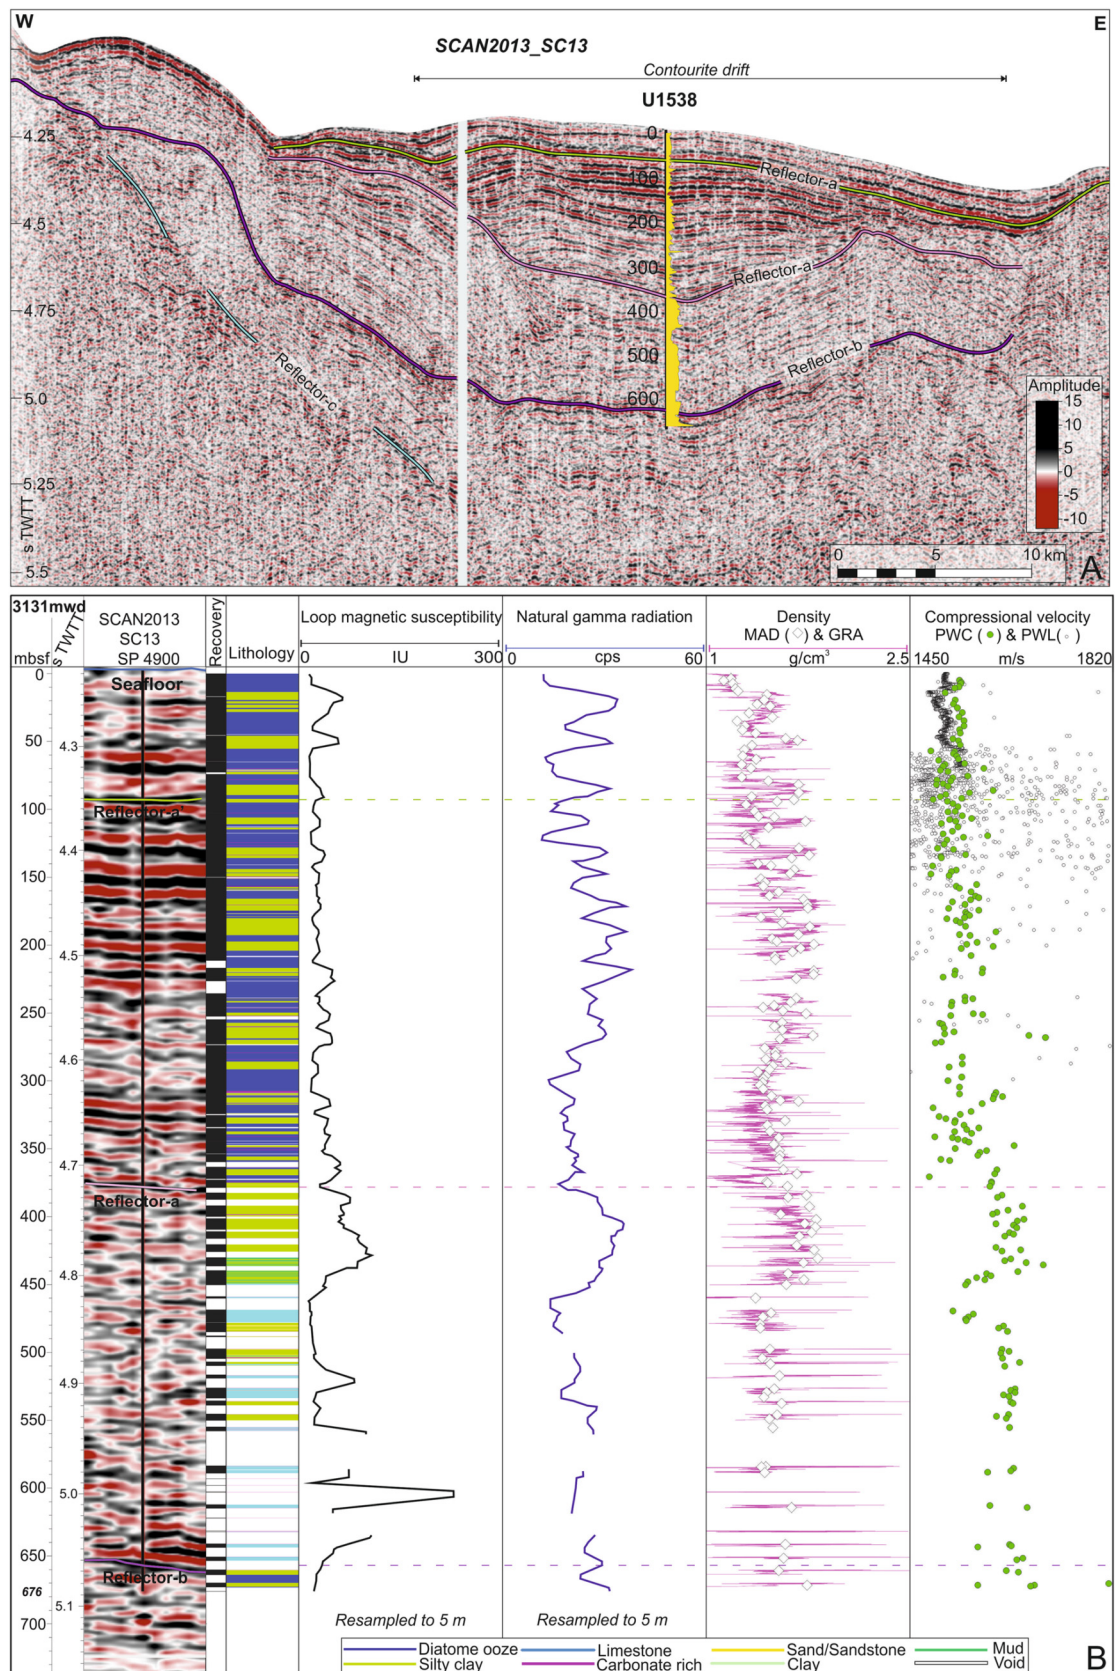 W
E
SCAN2013_SC13
Contourite drift
U1538
0
4.25
Reflector-a
100
4.5
200
300
Reflector-a
4.75
400
500
Reflector-b
Reflector-c
5.0
600
Amplitude
15
10
5
0
-5
-10
5.25
s TWTT
5.5
0 5 10 km
A
3131mwd
mbsf
s TWTT
SCAN2013
SC13
SP 4900
Recovery
Lithology
Loop magnetic susceptibility
0 IU 300
Natural gamma radiation
0 cps 60
Density
MAD ( ) & GRA
1 g/cm³ 2.5
Compressional velocity
PWC ( ) & PWL( )
1450 m/s 1820
0
Seafloor
50
4.3
100
Reflector-a'
4.4
150
200
4.5
250
4.6
300
350
4.7
Reflector-a
400
4.8
450
500
4.9
550
600
5.0
650
Reflector-b
676
5.1
700
Resampled to 5 m
Resampled to 5 m
Diatome ooze
Limestone
Sand/Sandstone
Mud
Silty clay
Carbonate rich
Clay
Void
B